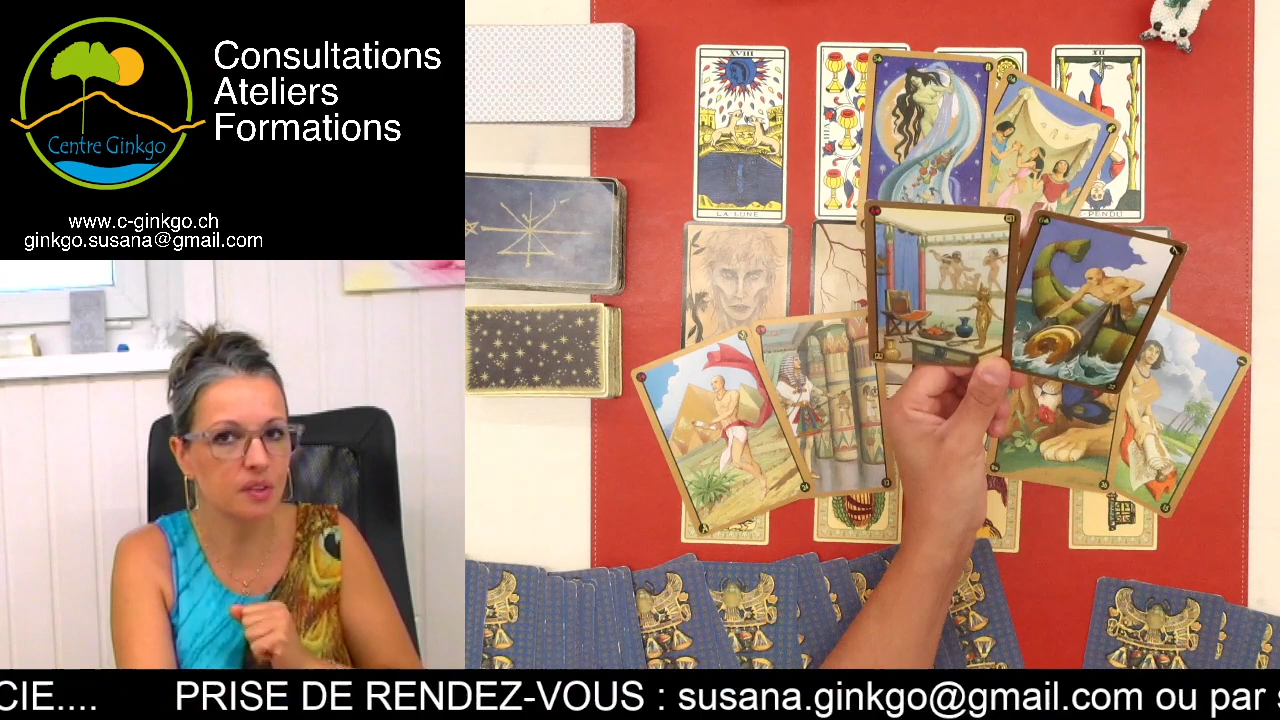 Consultations
Ateliers
Formations
Centre Ginkgo
www.c-ginkgo.ch
ginkgo.susana@gmail.com
XVIII
LA LUNE
XII
PENDU
VIII
CIE.... PRISE DE RENDEZ-VOUS : susana.ginkgo@gmail.com ou par